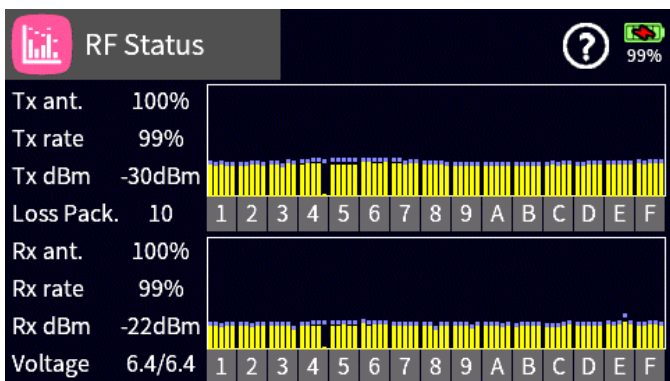 RF Status
?
99%
Tx ant. 100%
Tx rate 99%
Tx dBm -30dBm
Loss Pack. 10
1 2 3 4 5 6 7 8 9 A B C D E F
Rx ant. 100%
Rx rate 99%
Rx dBm -22dBm
Voltage 6.4/6.4
1 2 3 4 5 6 7 8 9 A B C D E F